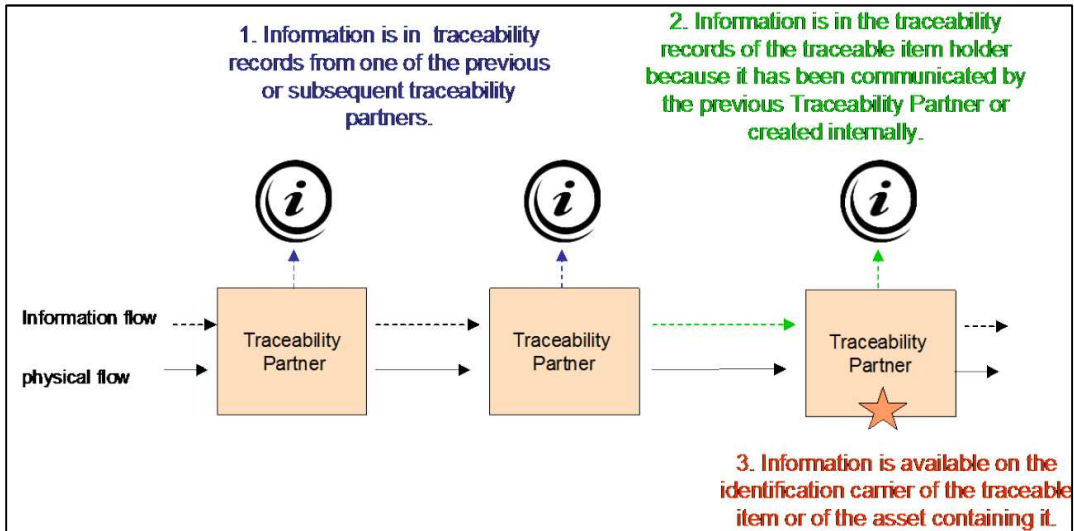 1. Information is in traceability
records from one of the previous
or subsequent traceability
partners.
2. Information is in the traceability
records of the traceable item holder
because it has been communicated by
the previous Traceability Partner or
created internally.
i
i
i
Information flow
physical flow
Traceability
Partner
Traceability
Partner
Traceability
Partner
3. Information is available on the
identification carrier of the traceable
item or of the asset containing it.